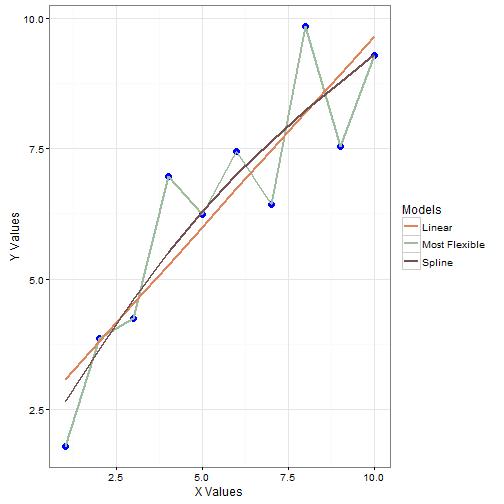 10.0
7.5
5.0
2.5
Y Values
2.5
5.0
7.5
10.0
X Values
Models
Linear
Most Flexible
Spline